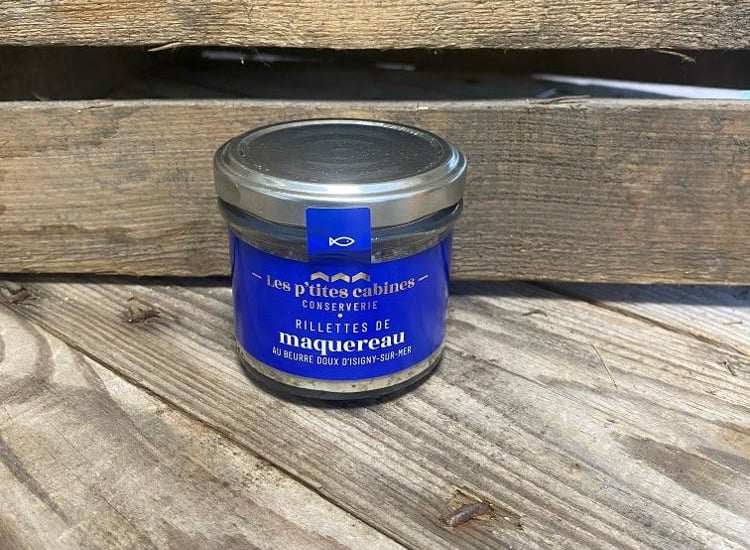 Les p'tites cabines
CONSERVERIE
RILLETTES DE
maquereau
AU BEURRE DOUX D'ISIGNY-SUR-MER